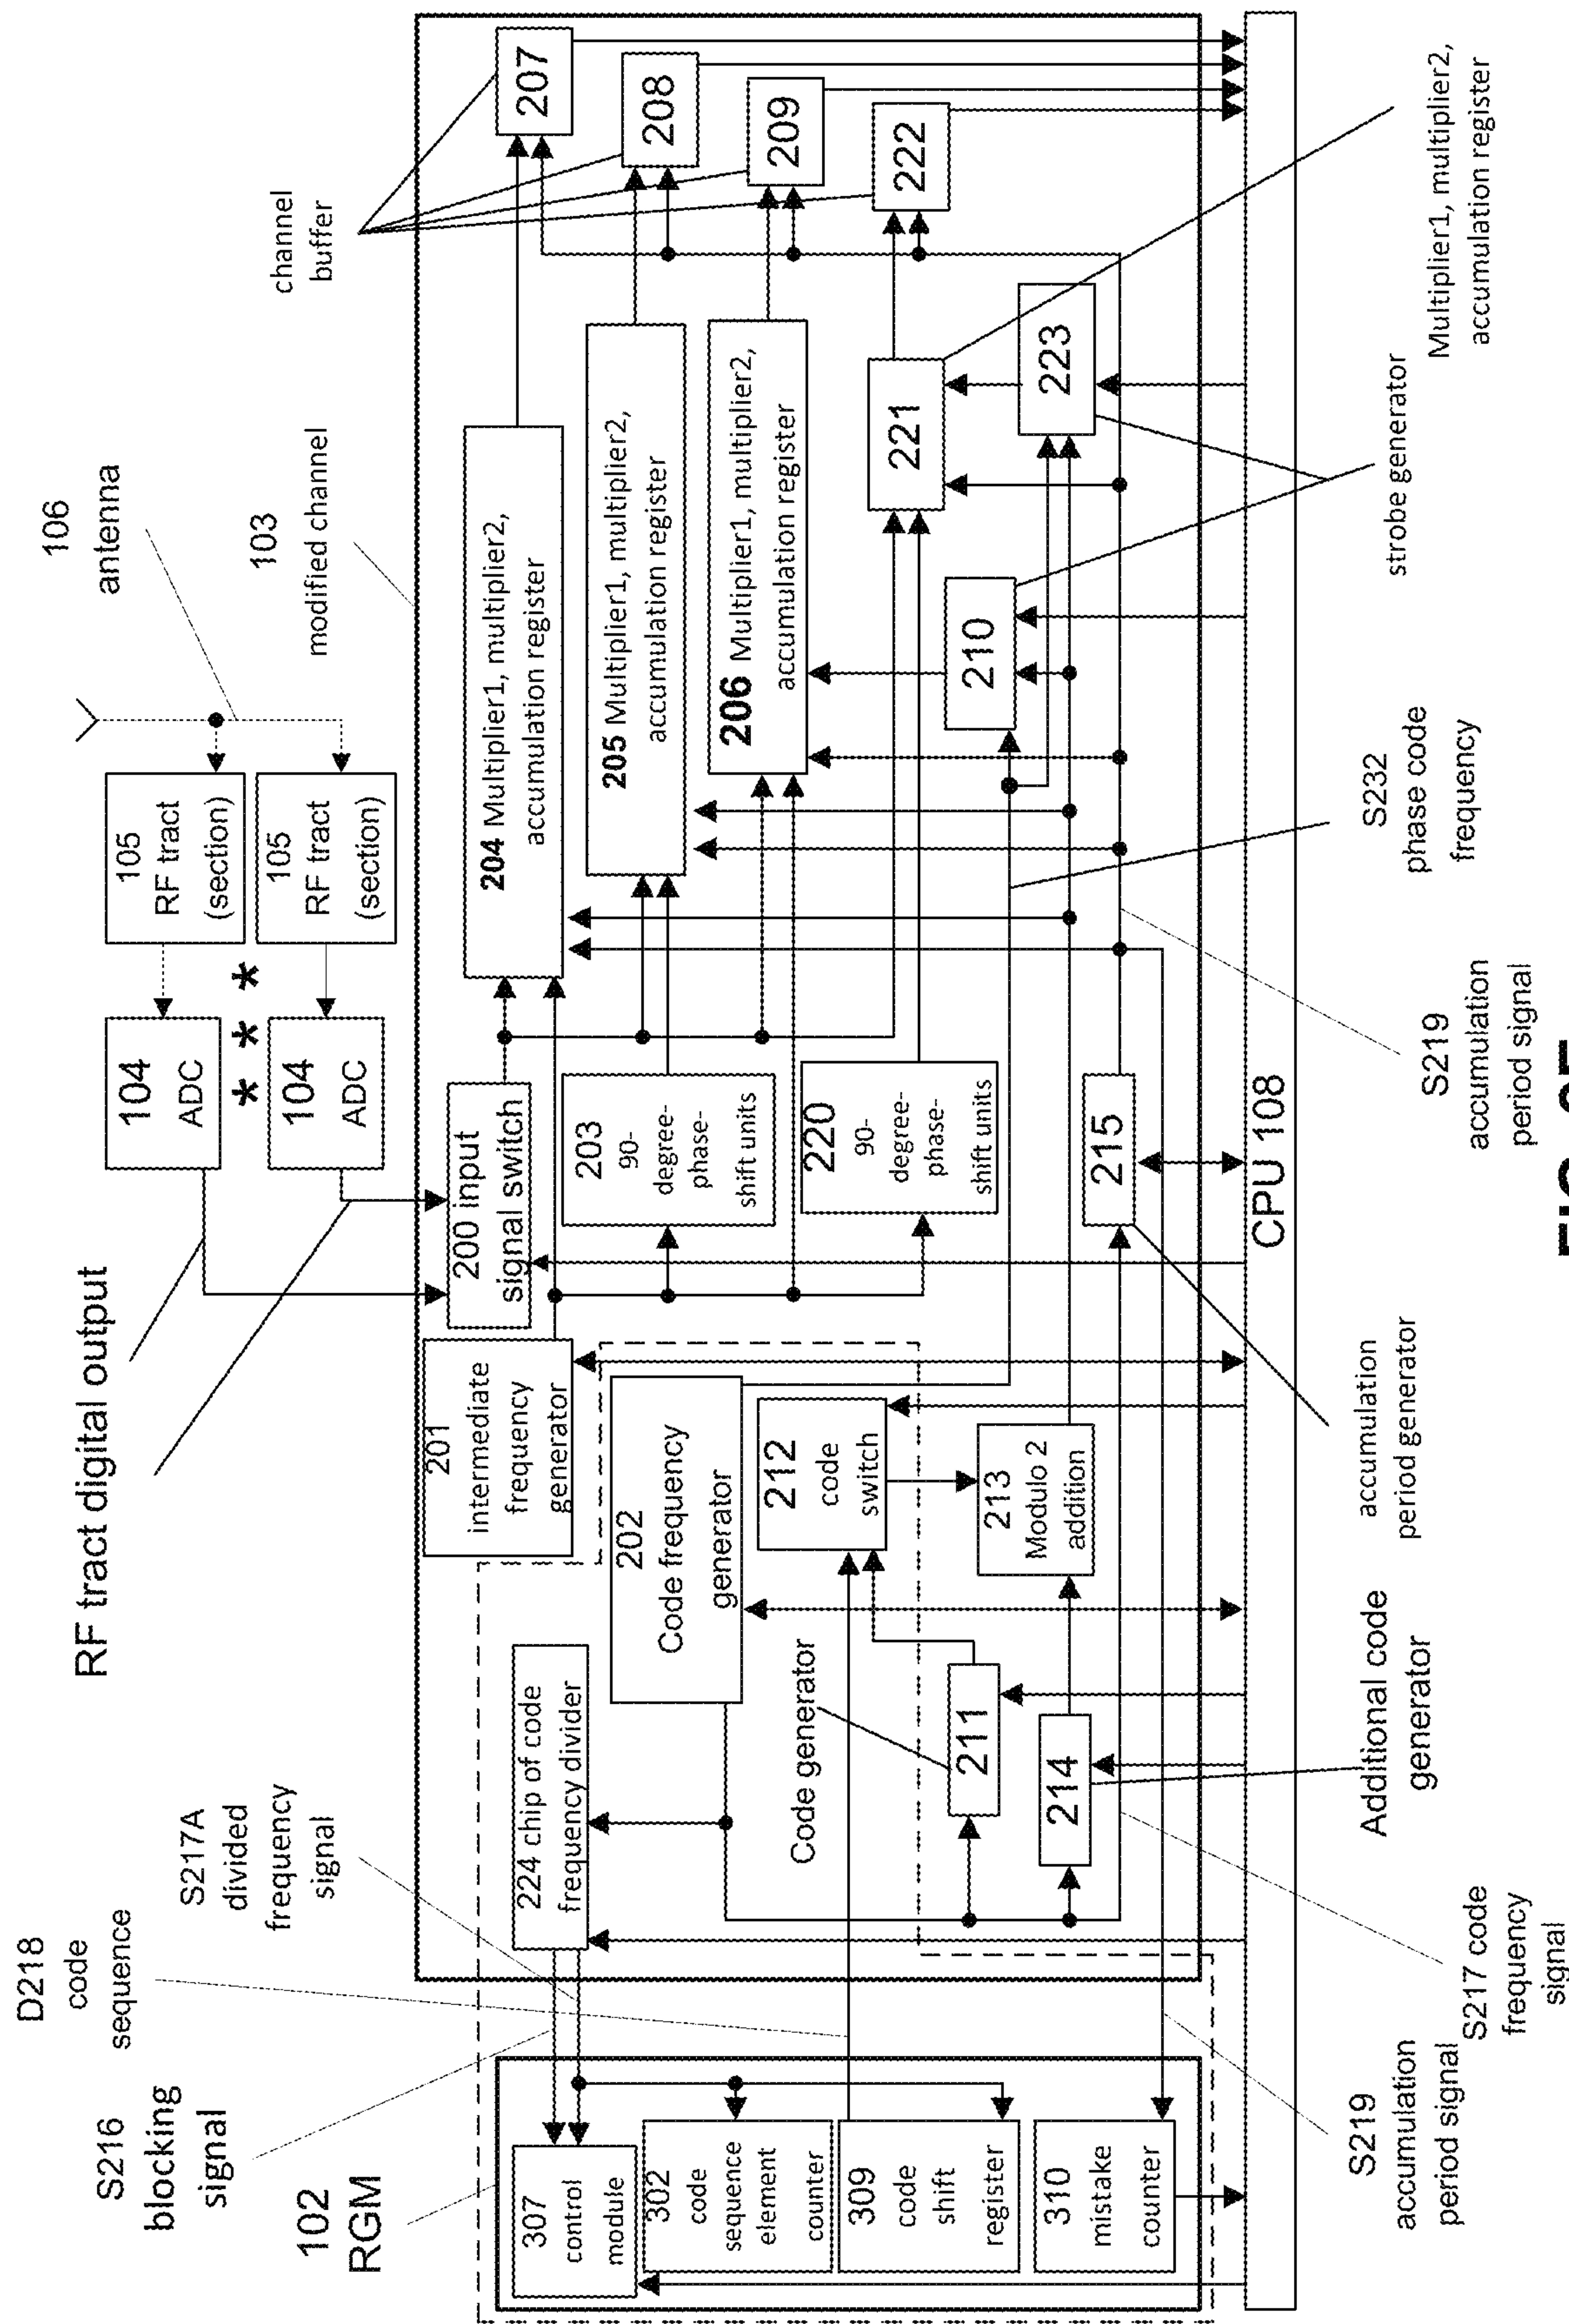 106
antenna
105
RF tract
(section)
105
RF tract
(section)
104
ADC
104
ADC
* * *
RF tract digital output
103
modified channel
channel
buffer
D218
code
sequence
S217A
divided
frequency
signal
S216
blocking
signal
102
RGM
307
control
module
302
code
sequence
element
counter
309
code
shift
register
310
mistake
counter
224 chip of code
frequency divider
201
intermediate
frequency
generator
202
Code frequency
generator
200 input
signal switch
203
90-
degree-
phase-
shift units
220
90-
degree-
phase-
shift units
204 Multiplier1, multiplier2,
accumulation register
205 Multiplier1, multiplier2,
accumulation register
206 Multiplier1, multiplier2,
accumulation register
207
208
209
222
221
223
210
212
code
switch
213
Modulo 2
addition
Code generator
211
214
215
CPU 108
S219
accumulation
period signal
S217 code
frequency
signal
Additional code
generator
accumulation
period generator
S219
accumulation
period signal
S232
phase code
frequency
strobe generator
Multiplier1, multiplier2,
accumulation register